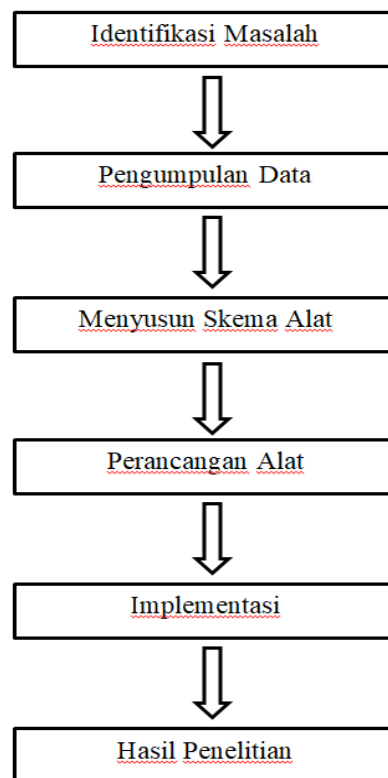 Identifikasi Masalah
Pengumpulan Data
Menyusun Skema Alat
Perancangan Alat
Implementasi
Hasil Penelitian